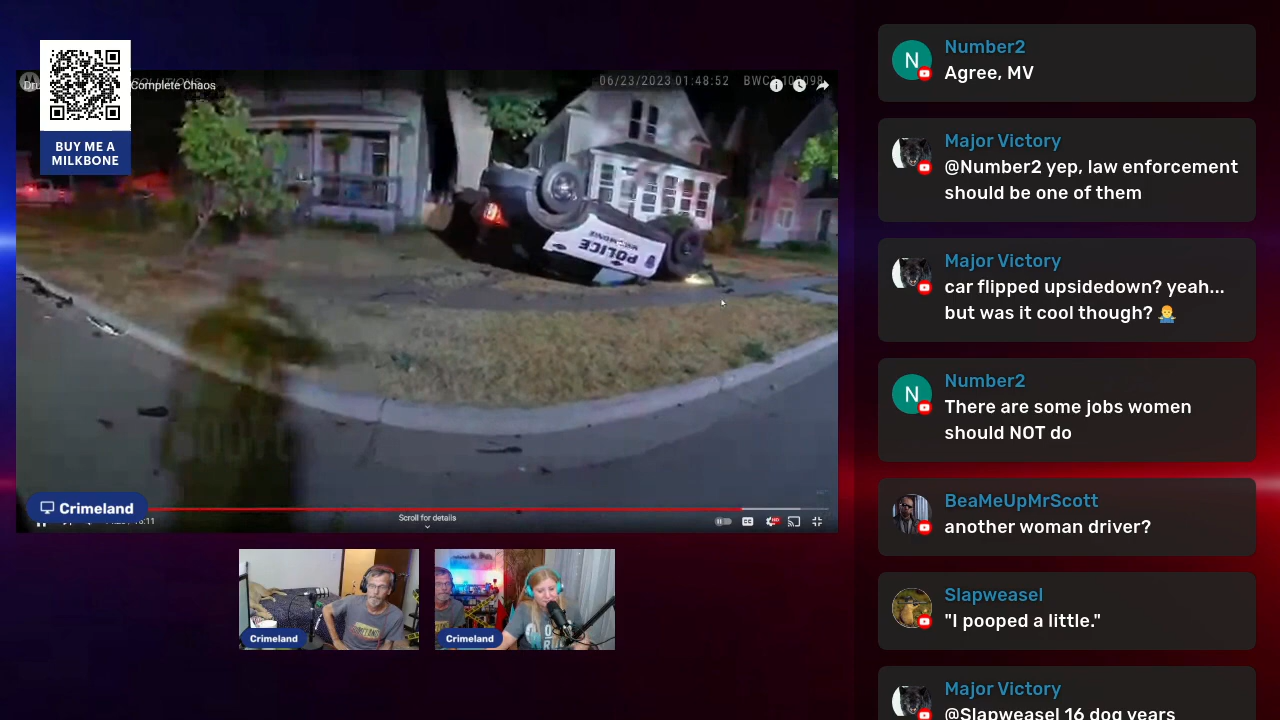 SOLUTIONS
06/23/2023 01:48:52 BWC2
Complete Chaos
BUY ME A
MILKBONE
POLICE
Crimeland
Scroll for details
Crimeland
Crimeland
Number2
Agree, MV
Major Victory
@Number2 yep, law enforcement
should be one of them
Major Victory
car flipped upsidedown? yeah...
but was it cool though? 🤷‍♂️
Number2
There are some jobs women
should NOT do
BeaMeUpMrScott
another woman driver?
Slapweasel
"I pooped a little."
Major Victory
@Slapweasel 16 dog years